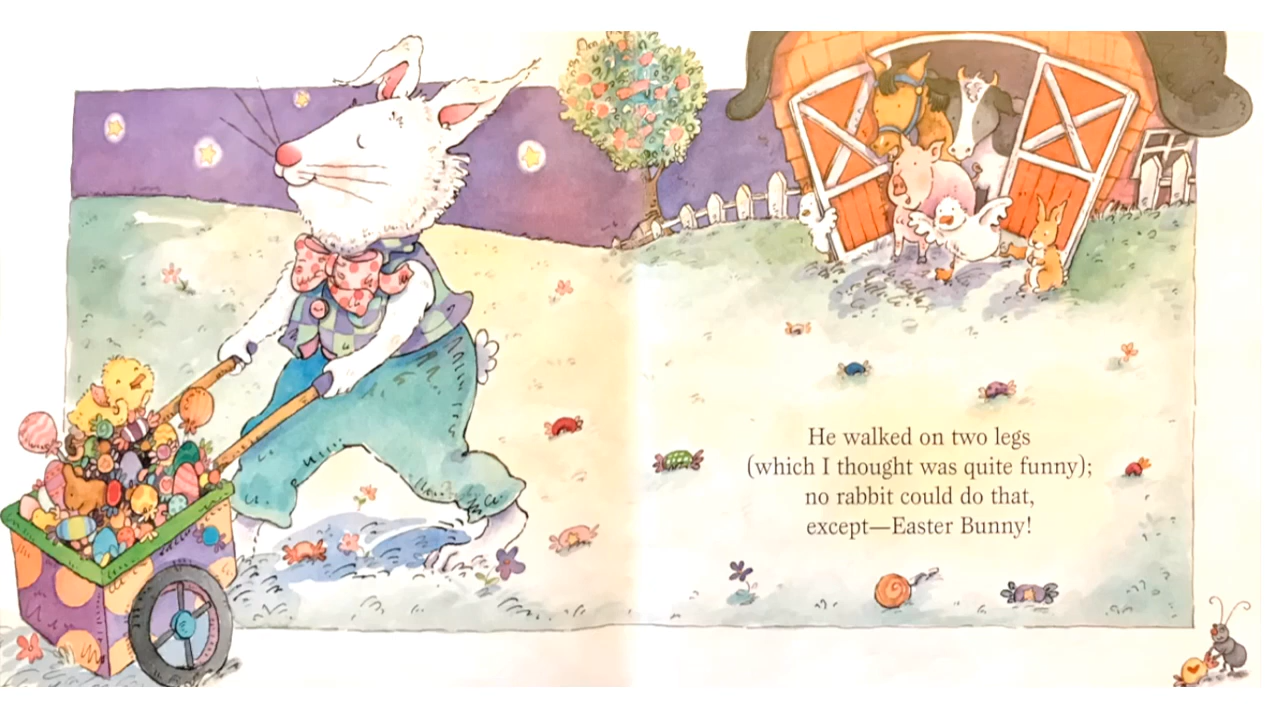 He walked on two legs
(which I thought was quite funny);
no rabbit could do that,
except—Easter Bunny!